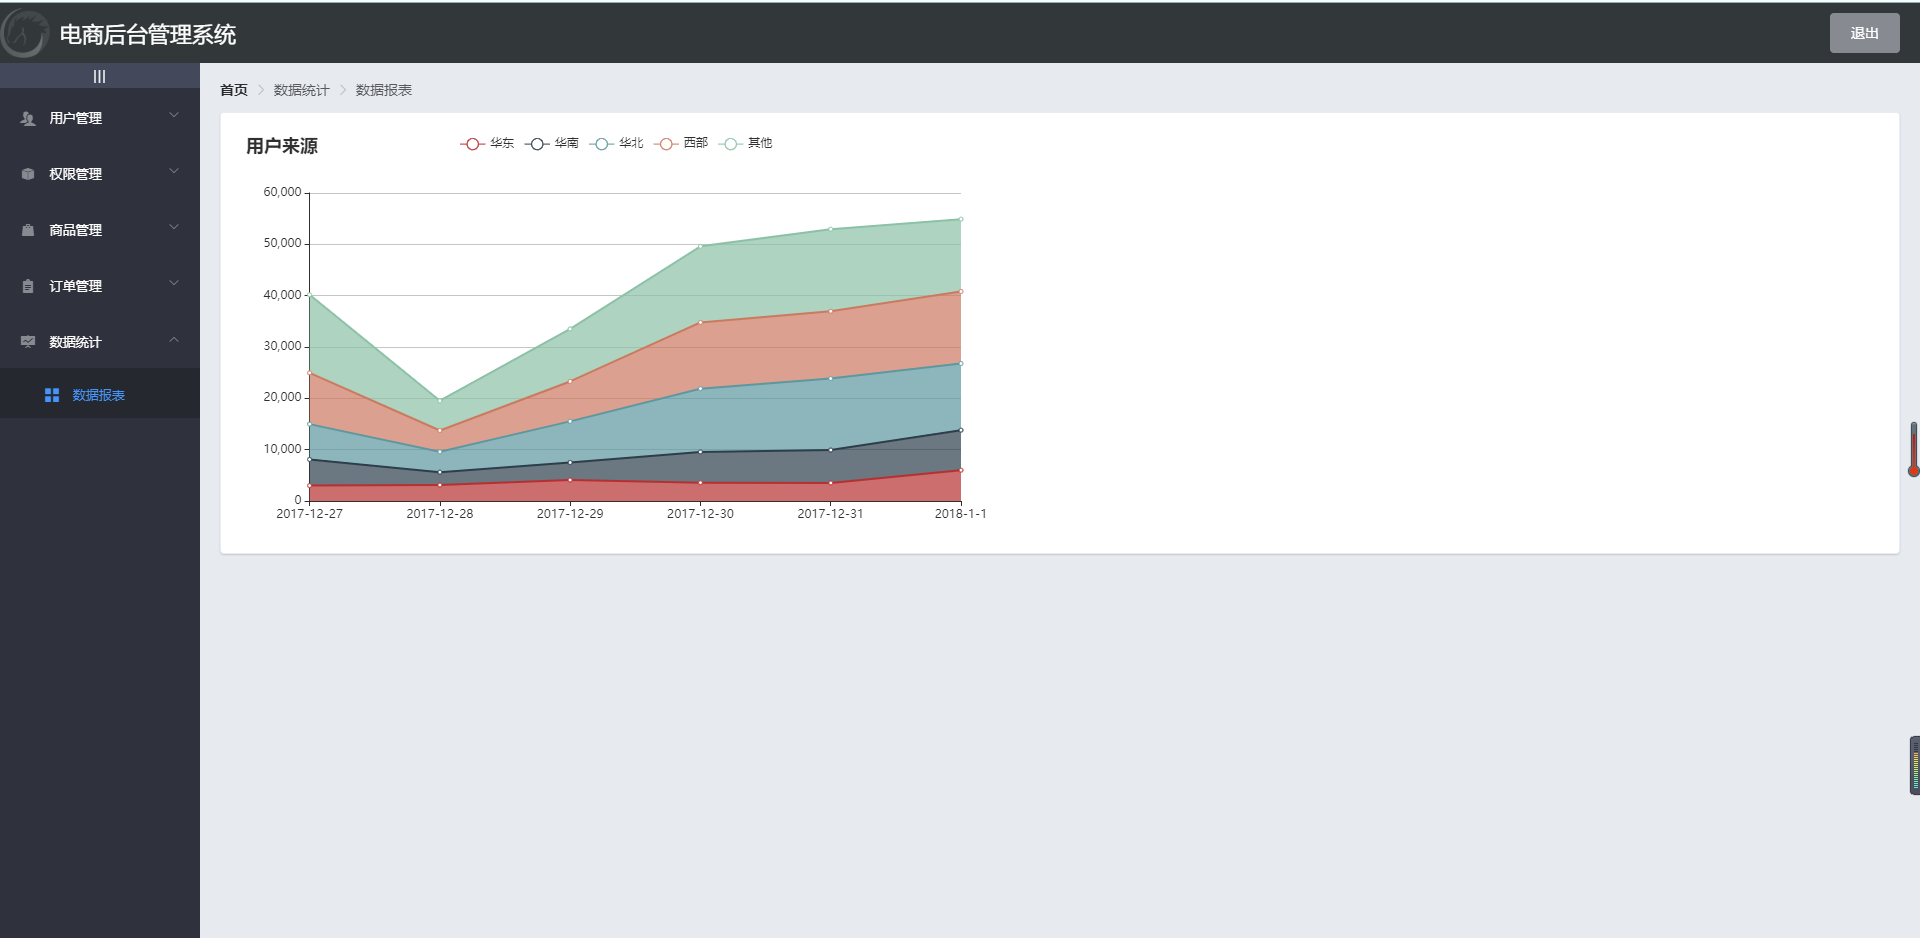 电商后台管理系统
退出
|||
用户管理
权限管理
商品管理
订单管理
数据统计
数据报表
首页 数据统计 数据报表
用户来源
华东 华南 华北 西部 其他
60,000
50,000
40,000
30,000
20,000
10,000
0
2017-12-27 2017-12-28 2017-12-29 2017-12-30 2017-12-31 2018-1-1